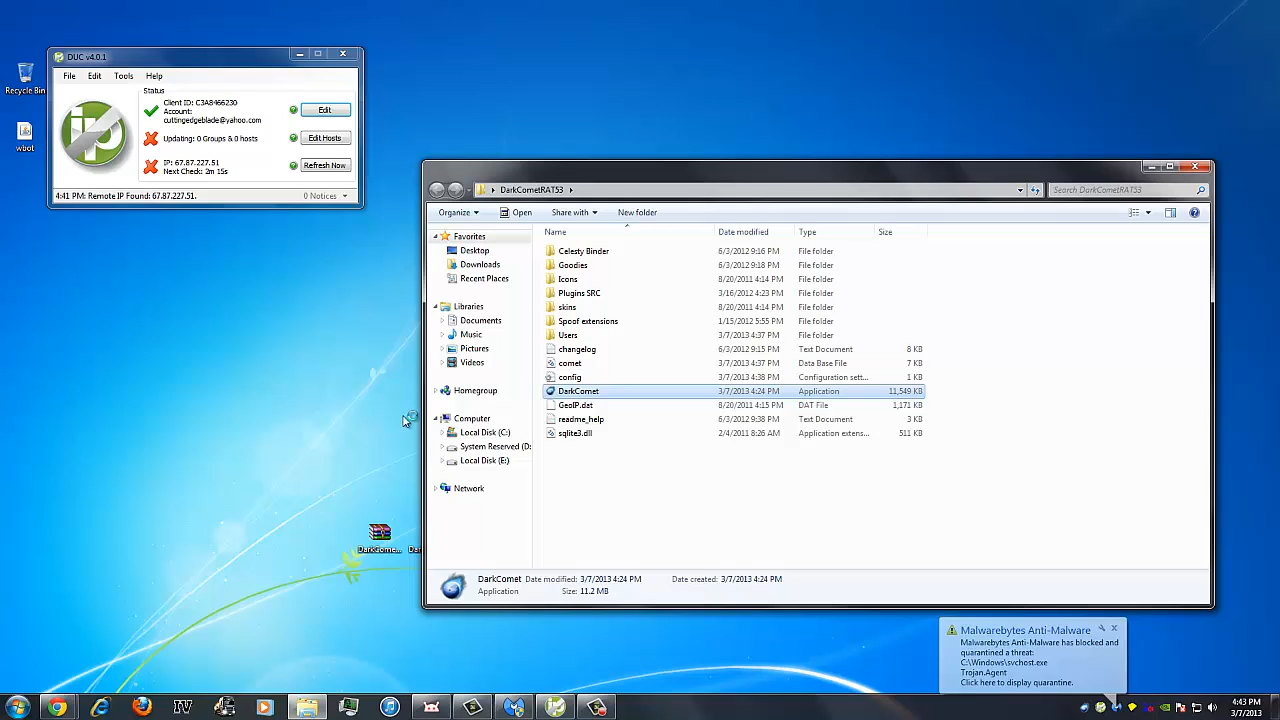 DUC v4.0.1
File Edit Tools Help
Status
Client ID: C3A8466230
Account:
cuttingedgeblade@yahoo.com
Edit
Updating: 0 Groups & 0 hosts
Edit Hosts
IP: 67.87.227.51
Next Check: 2m 15s
Refresh Now
4:41 PM: Remote IP Found: 67.87.227.51.
0 Notices
ip
Recycle Bin
wbot
DarkCometRAT53
Search DarkCometRAT53
Organize Open Share with New folder
Favorites
Desktop
Downloads
Recent Places
Libraries
Documents
Music
Pictures
Videos
Homegroup
Computer
Local Disk (C:)
System Reserved (D:
Local Disk (E:)
Network
Name Date modified Type Size
Celesty Binder 6/3/2012 9:16 PM File folder
Goodies 6/3/2012 9:18 PM File folder
Icons 8/20/2011 4:14 PM File folder
Plugins SRC 3/16/2012 4:23 PM File folder
skins 8/20/2011 4:14 PM File folder
Spoof extensions 1/15/2012 5:55 PM File folder
Users 3/7/2013 4:37 PM File folder
changelog 6/3/2012 9:15 PM Text Document 8 KB
comet 3/7/2013 4:37 PM Data Base File 7 KB
config 3/7/2013 4:38 PM Configuration sett... 1 KB
DarkComet 3/7/2013 4:24 PM Application 11,549 KB
GeoIP.dat 8/20/2011 4:15 PM DAT File 1,171 KB
readme_help 6/3/2012 9:38 PM Text Document 3 KB
sqlite3.dll 2/4/2011 8:26 AM Application extens... 511 KB
DarkCome...
DarkComet Date modified: 3/7/2013 4:24 PM Date created: 3/7/2013 4:24 PM
Application Size: 11.2 MB
Malwarebytes Anti-Malware
Malwarebytes Anti-Malware has blocked and
quarantined a threat:
C:\Windows\svchost.exe
Trojan.Agent
Click here to display quarantine.
IV
4:43 PM
3/7/2013